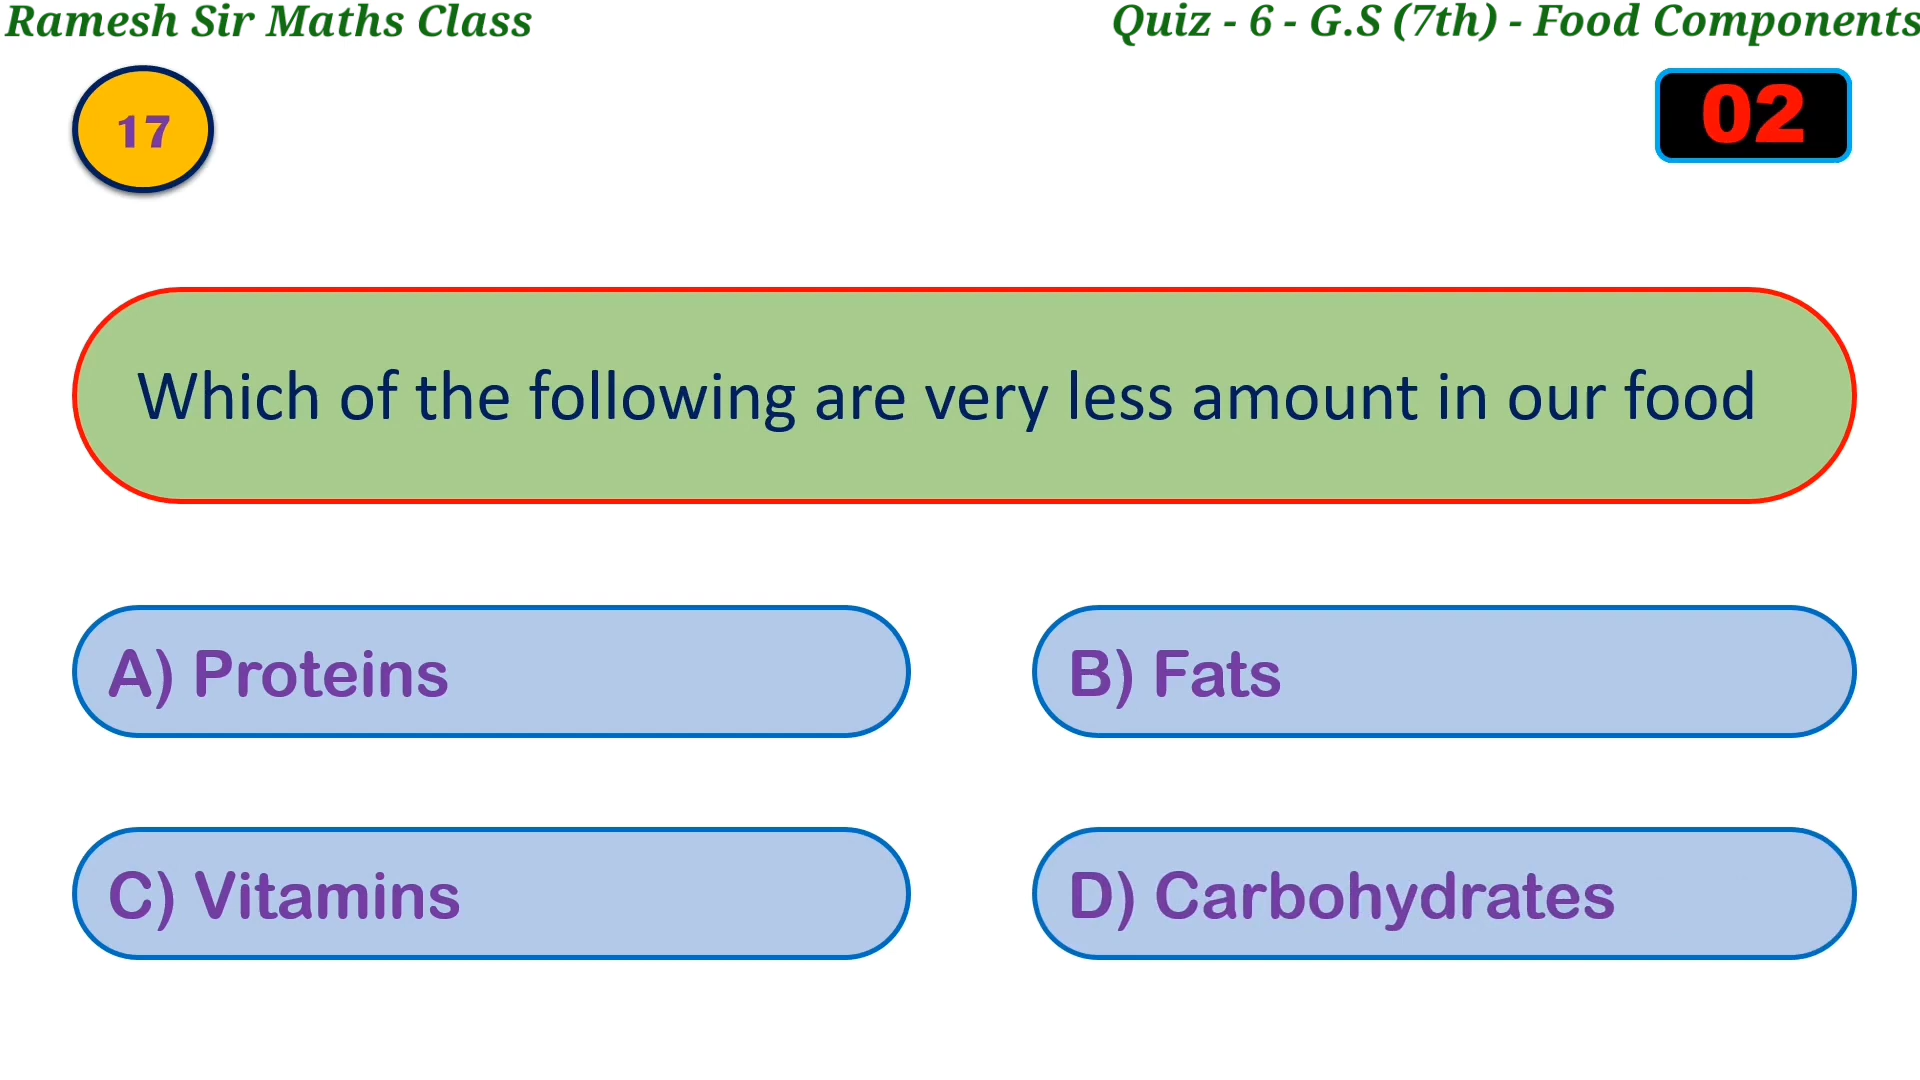 Ramesh Sir Maths Class
Quiz - 6 - G.S (7th) - Food Components
17
02
Which of the following are very less amount in our food
A) Proteins
B) Fats
C) Vitamins
D) Carbohydrates